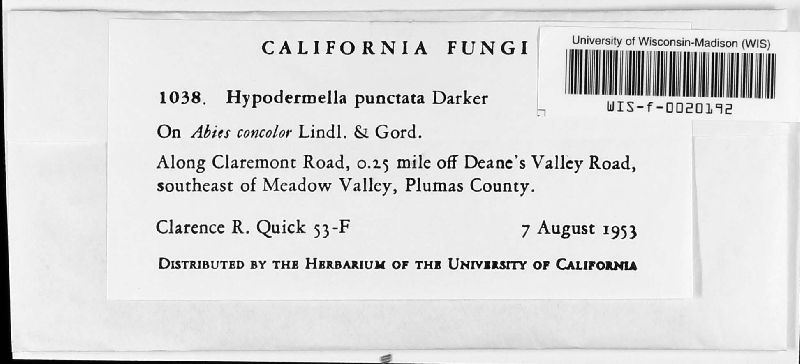 CALIFORNIA FUNGI
University of Wisconsin-Madison (WIS)
WIS-f-0020192
1038. Hypodermella punctata Darker
On Abies concolor Lindl. & Gord.
Along Claremont Road, 0.25 mile off Deane's Valley Road,
southeast of Meadow Valley, Plumas County.
Clarence R. Quick 53-F 7 August 1953
DISTRIBUTED BY THE HERBARIUM OF THE UNIVERSITY OF CALIFORNIA